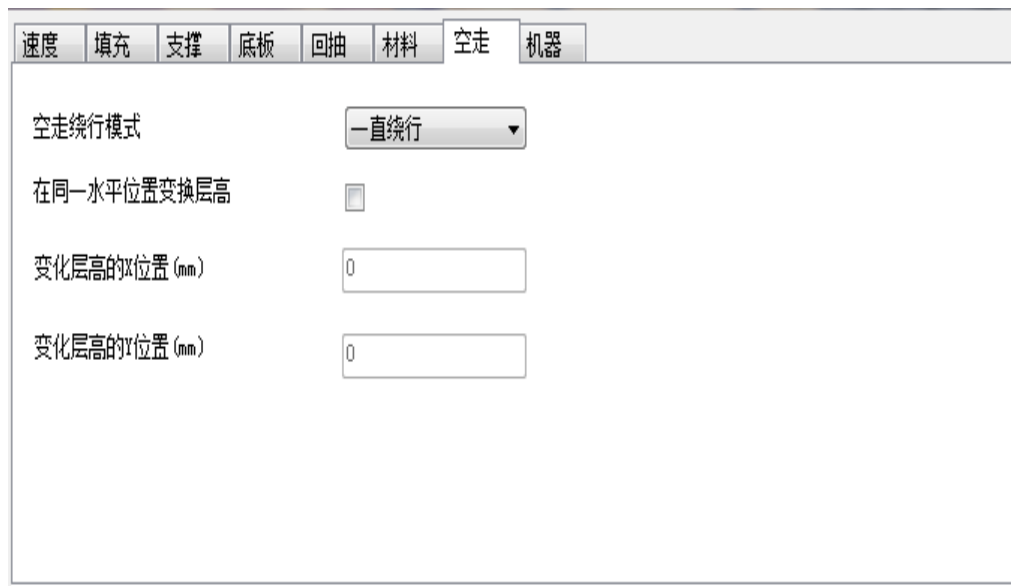 速度 填充 支撑 底板 回抽 材料 空走 机器
空走绕行模式 一直绕行
在同一水平位置变换层高
变化层高的X位置(mm) 0
变化层高的Y位置(mm) 0